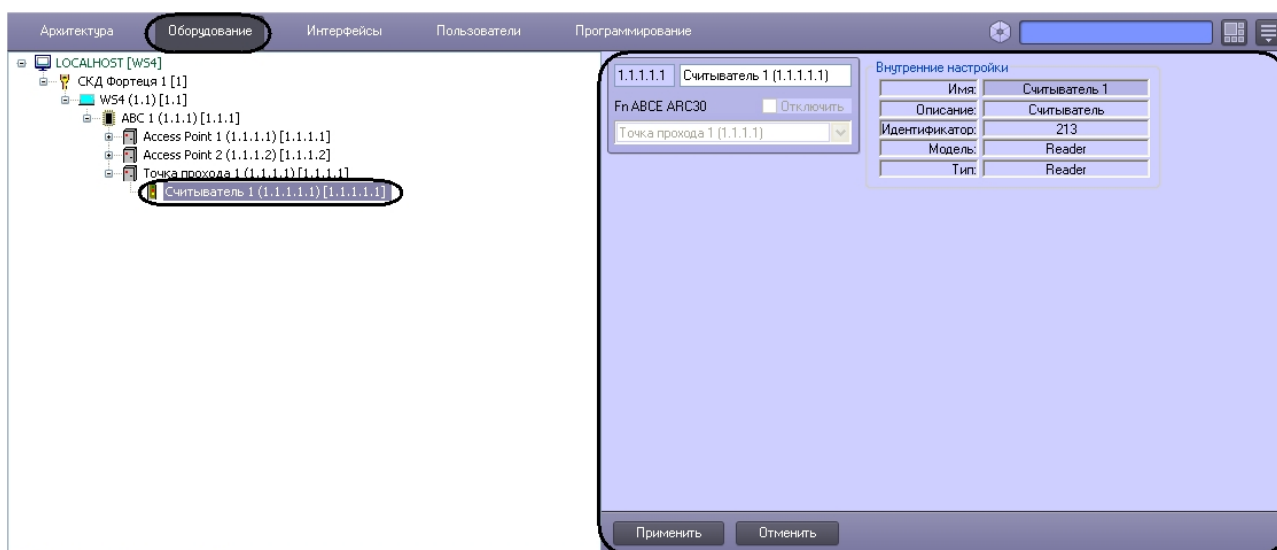 Архитектура Оборудование Интерфейсы Пользователи Программирование
LOCALHOST [WS4]
СКД Фортеця 1 [1]
WS4 (1.1) [1.1]
ABC 1 (1.1.1) [1.1.1]
Access Point 1 (1.1.1.1) [1.1.1.1]
Access Point 2 (1.1.1.2) [1.1.1.2]
Точка прохода 1 (1.1.1.1) [1.1.1.1]
Считыватель 1 (1.1.1.1.1) [1.1.1.1.1]
1.1.1.1.1 Считыватель 1 (1.1.1.1.1)
Fn ABCE ARC30 Отключить
Точка прохода 1 (1.1.1.1)
Внутренние настройки
Имя: Считыватель 1
Описание: Считыватель
Идентификатор: 213
Модель: Reader
Тип: Reader
Применить Отменить